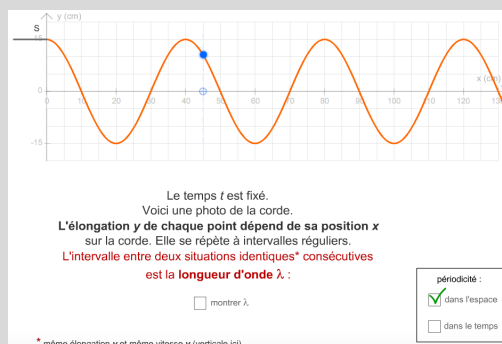 y (cm)
S
15
x (cm)
0
0
10
20
30
40
50
60
70
80
90
100
110
120
-15
Le temps t est fixé.
Voici une photo de la corde.
L'élongation y de chaque point dépend de sa position x
sur la corde. Elle se répète à intervalles réguliers.
L'intervalle entre deux situations identiques* consécutives
est la longueur d'onde λ :
montrer λ
périodicité :
dans l'espace
dans le temps
* même élongation y et même vitesse v (verticale ici)